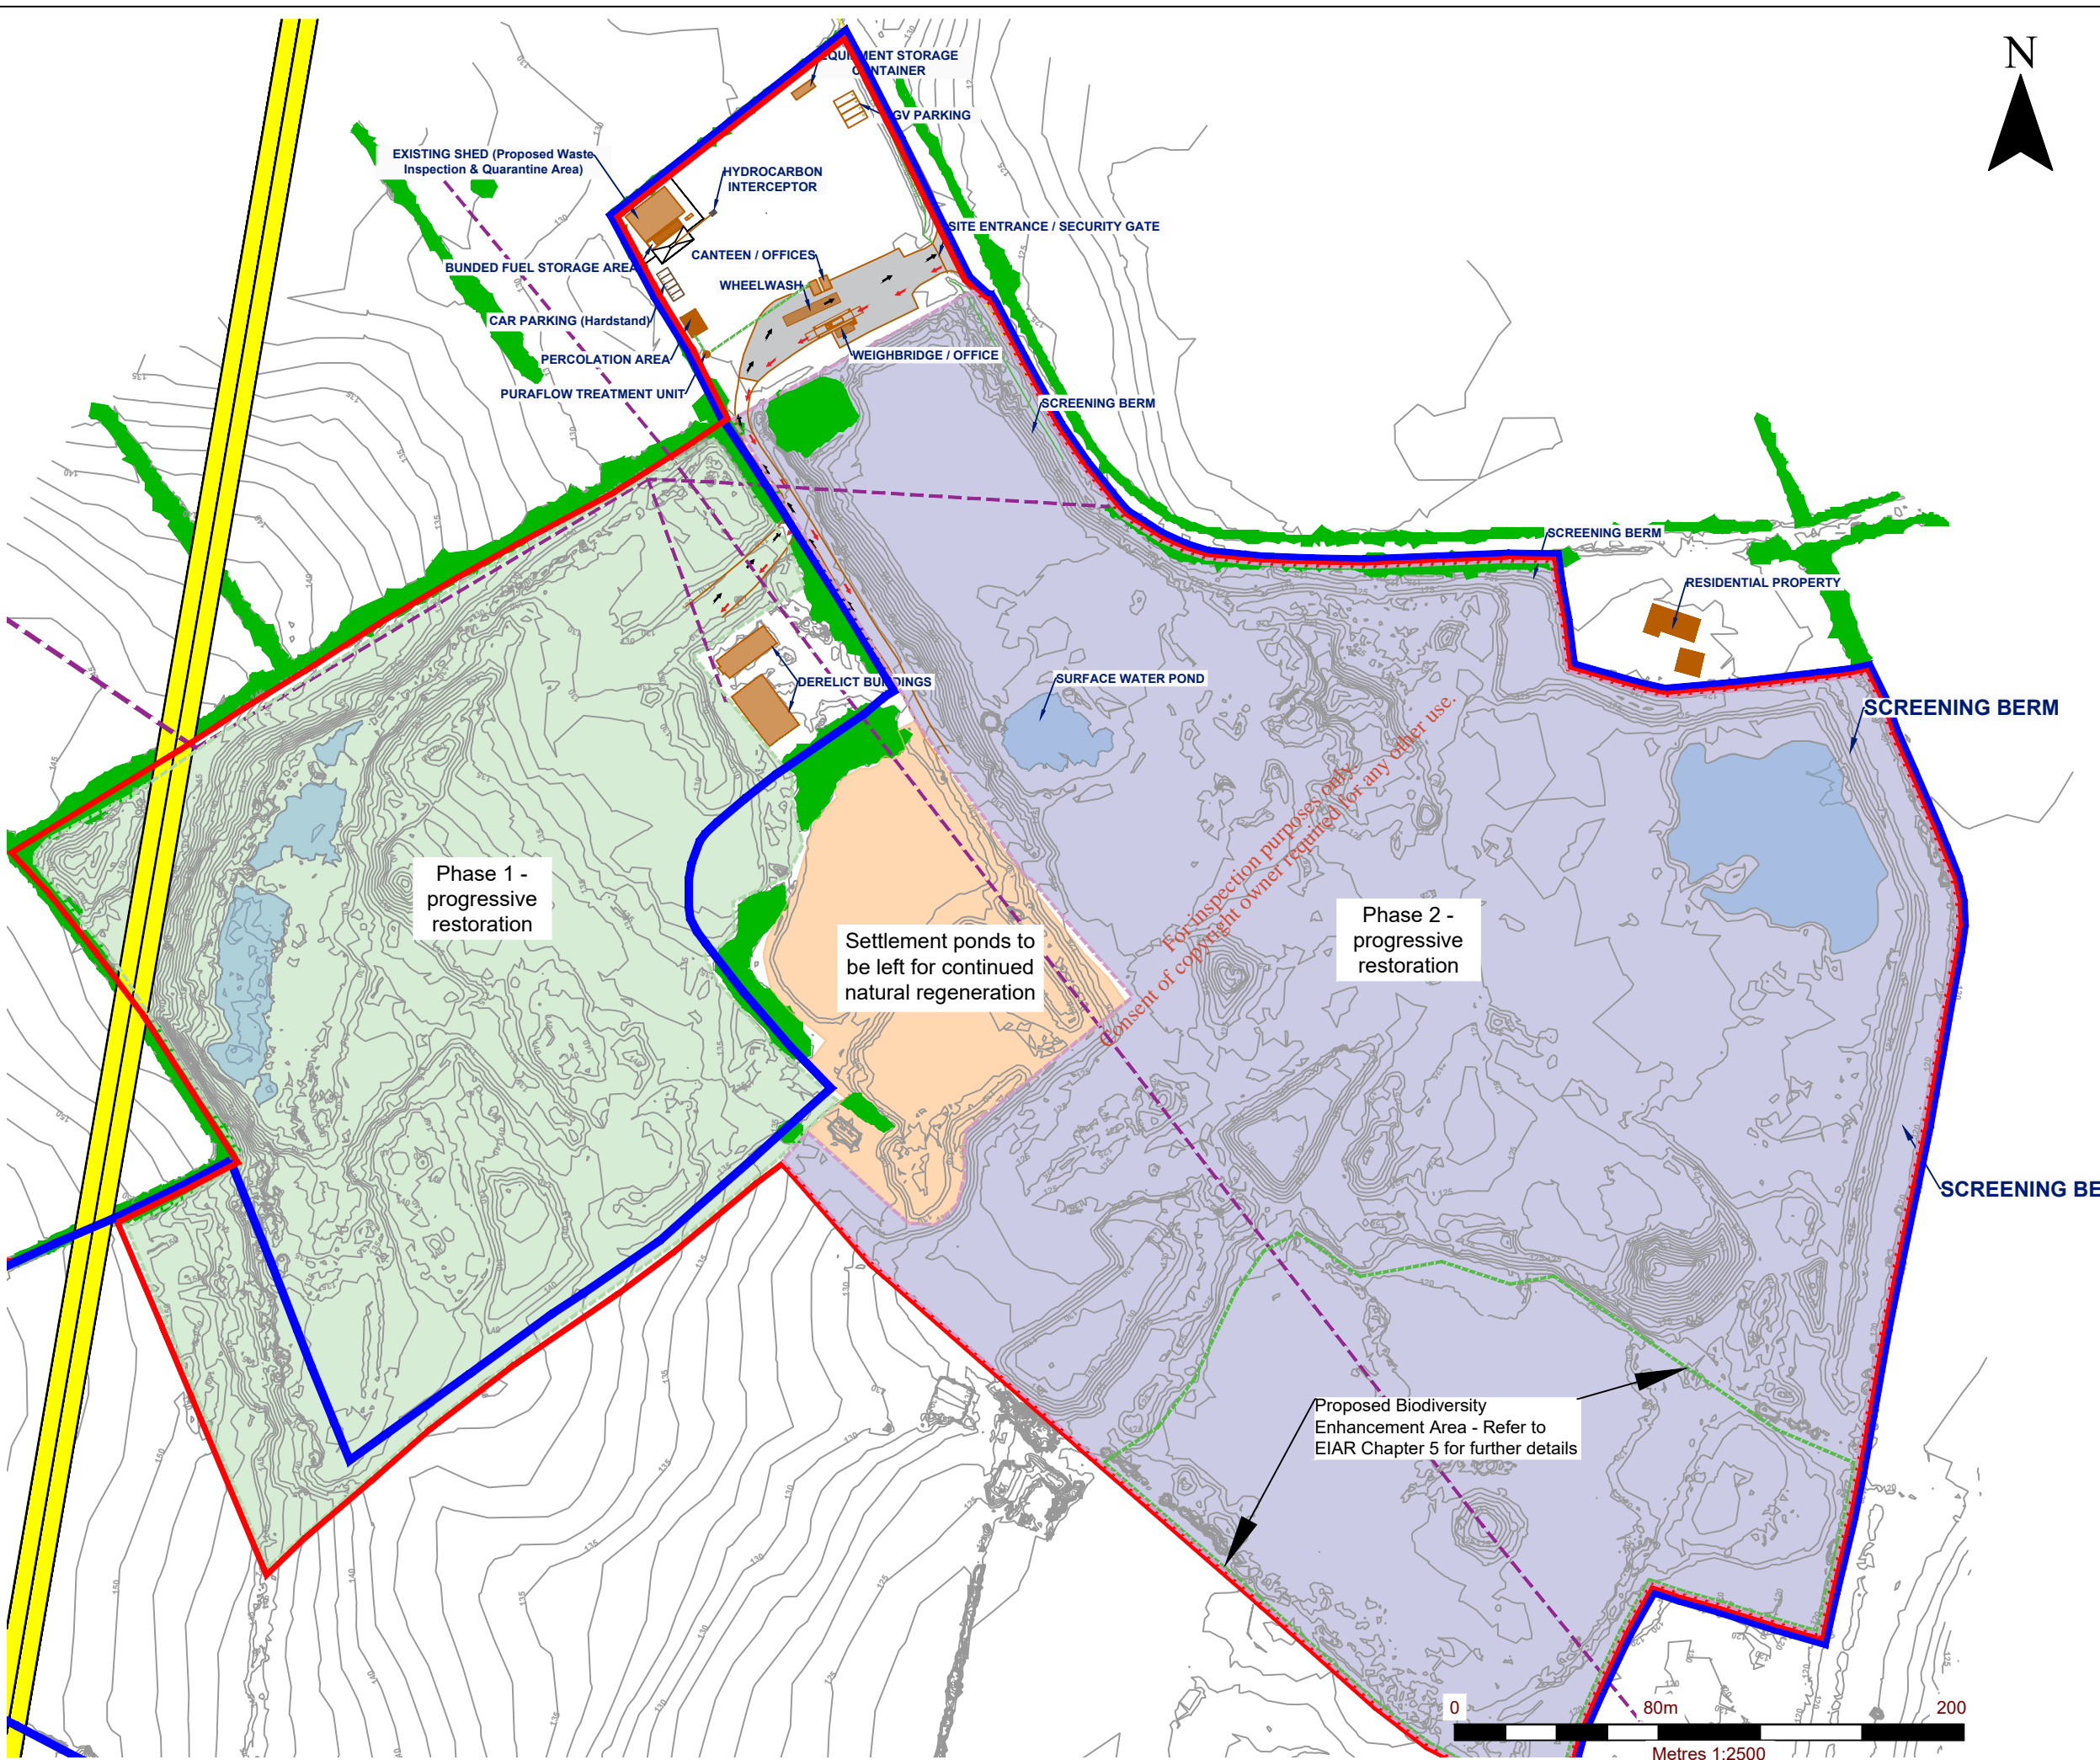 N
EQUIPMENT STORAGE
CONTAINER
GV PARKING
EXISTING SHED (Proposed Waste
Inspection & Quarantine Area)
HYDROCARBON
INTERCEPTOR
SITE ENTRANCE / SECURITY GATE
CANTEEN / OFFICES
BUNDED FUEL STORAGE AREA
WHEELWASH
CAR PARKING (Hardstand)
PERCOLATION AREA
WEIGHBRIDGE / OFFICE
PURAFLOW TREATMENT UNIT
SCREENING BERM
SCREENING BERM
RESIDENTIAL PROPERTY
DERELICT BUILDINGS
SURFACE WATER POND
SCREENING BERM
For inspection purposes only.
Consent of copyright owner required for any other use.
Phase 1 -
progressive
restoration
Settlement ponds to
be left for continued
natural regeneration
Phase 2 -
progressive
restoration
SCREENING BE
Proposed Biodiversity
Enhancement Area - Refer to
EIAR Chapter 5 for further details
0 80m 200
Metres 1:2500